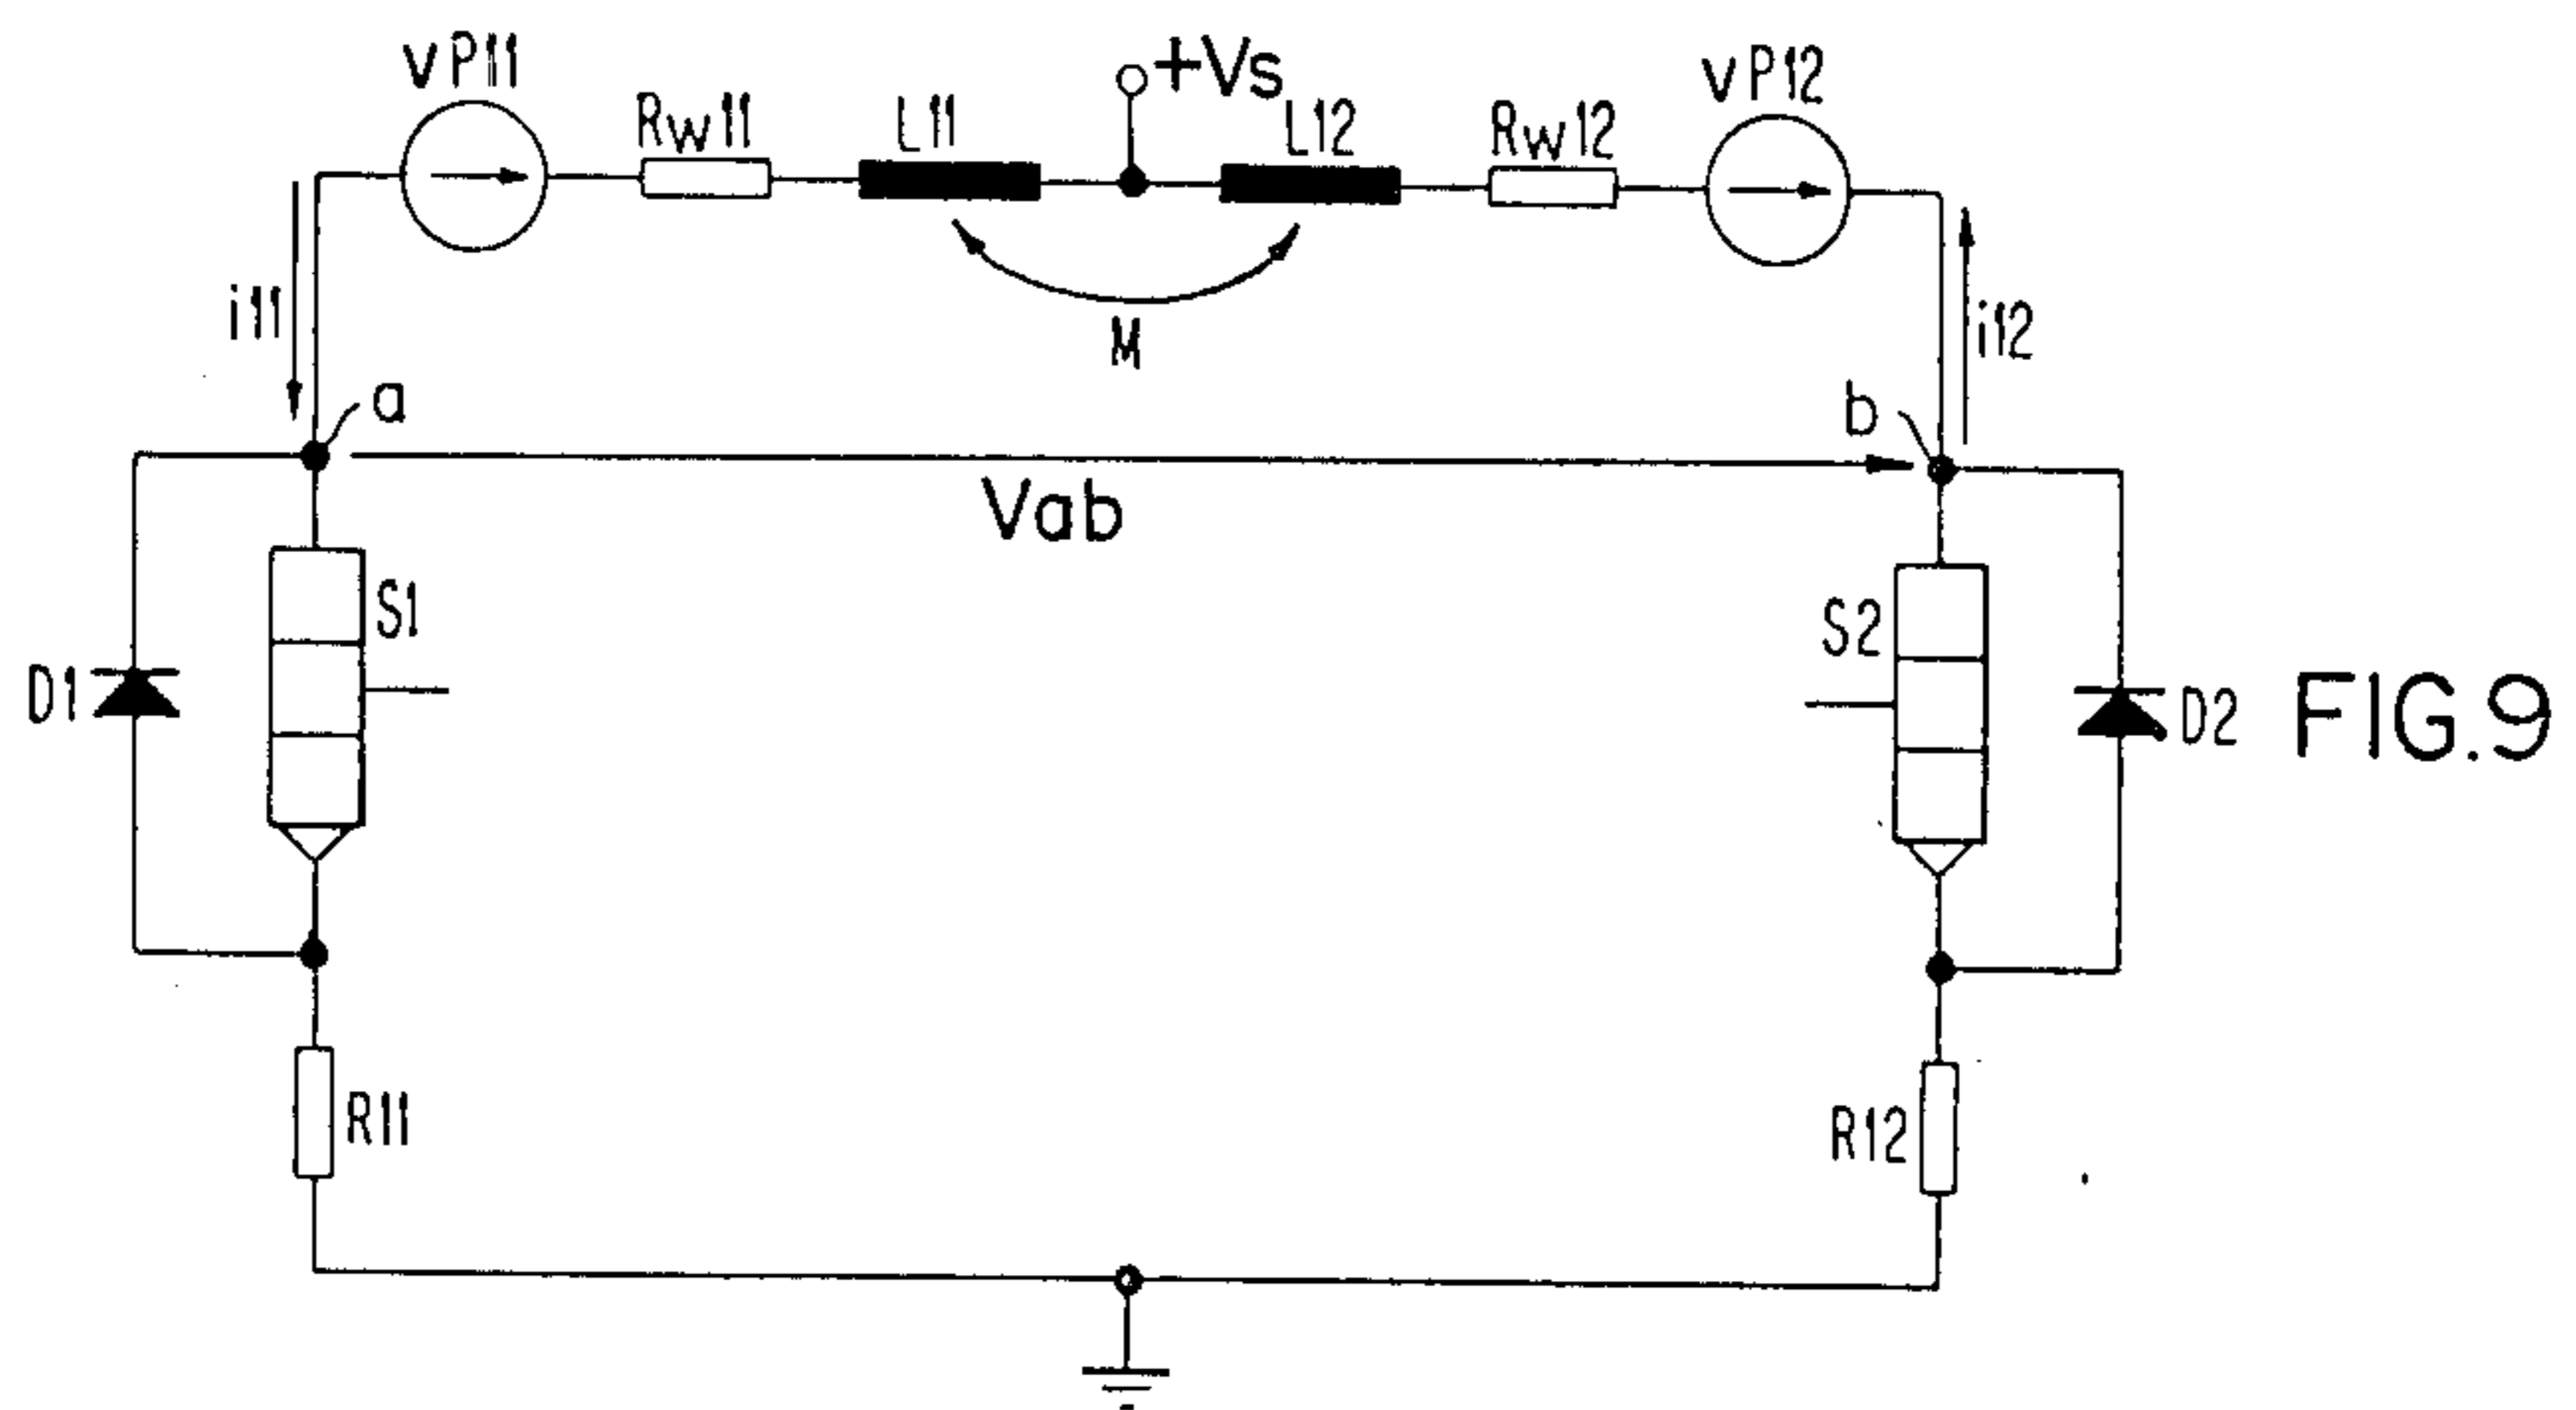 vP11
Rw11
L11
+Vs
L12
Rw12
vP12
i11
M
i12
a
b
Vab
S1
S2
D1
D2
FIG.9
R11
R12